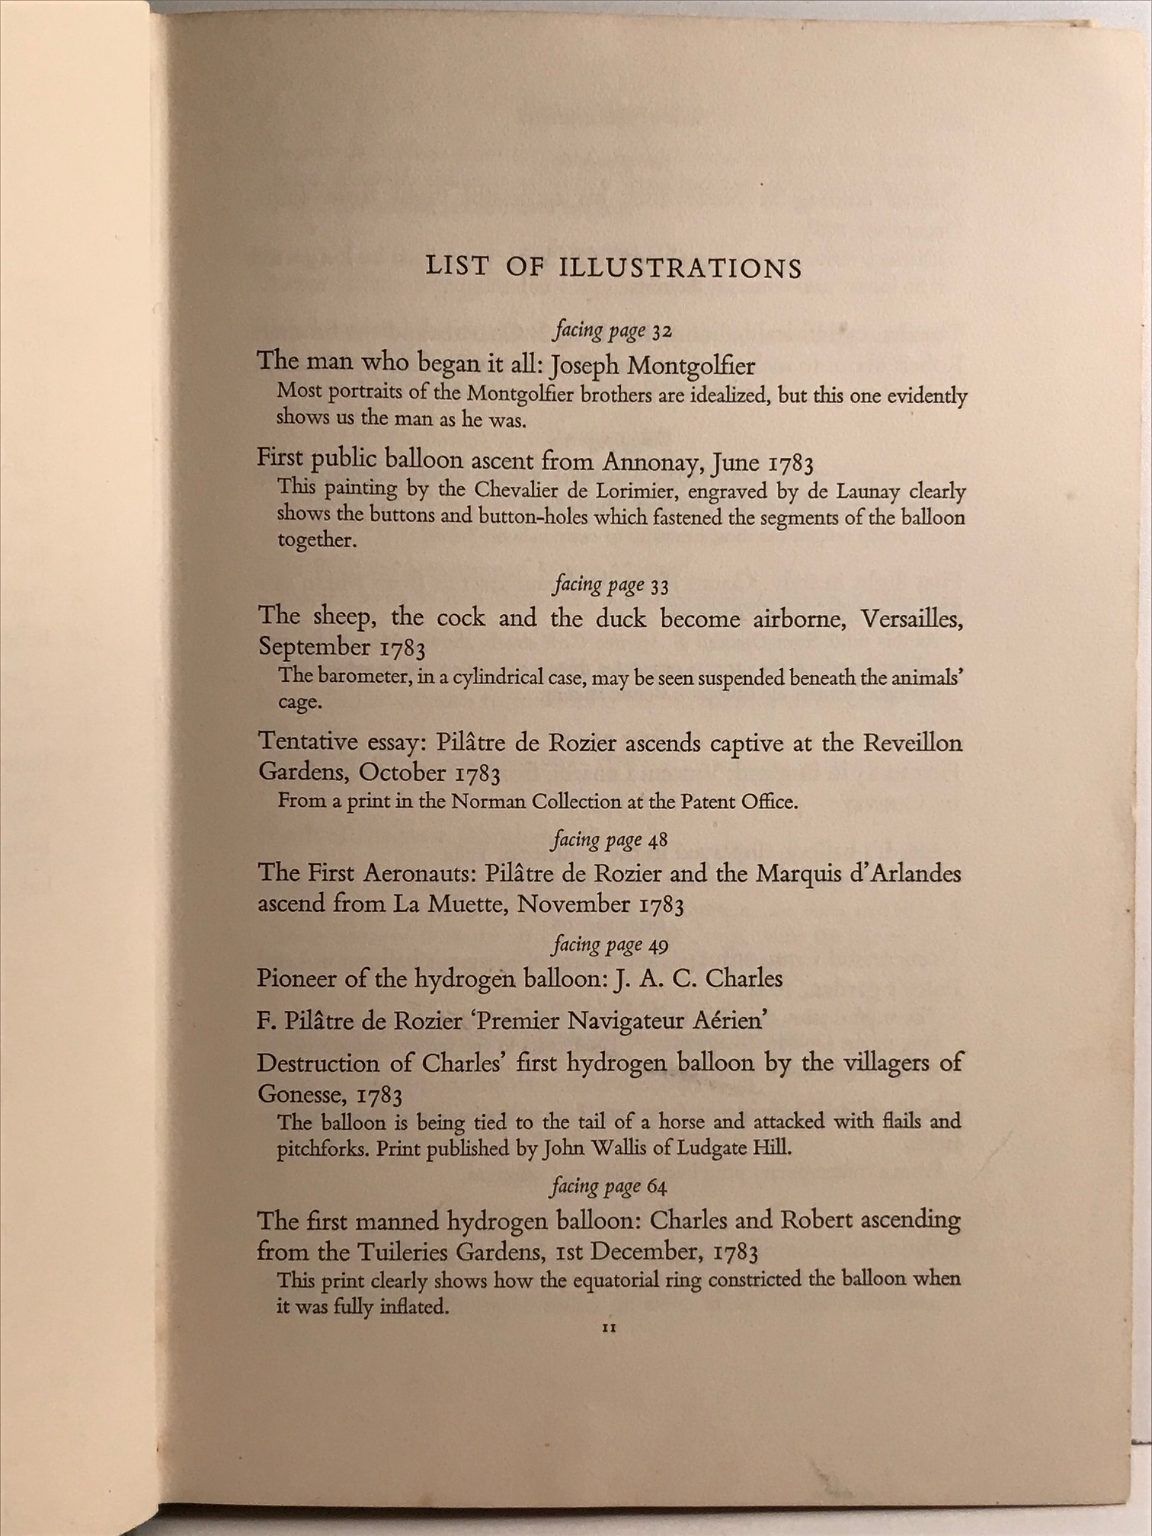 LIST OF ILLUSTRATIONS
facing page 32
The man who began it all: Joseph Montgolfier
Most portraits of the Montgolfier brothers are idealized, but this one evidently
shows us the man as he was.
First public balloon ascent from Annonay, June 1783
This painting by the Chevalier de Lorimier, engraved by de Launay clearly
shows the buttons and button-holes which fastened the segments of the balloon
together.
facing page 33
The sheep, the cock and the duck become airborne, Versailles,
September 1783
The barometer, in a cylindrical case, may be seen suspended beneath the animals’
cage.
Tentative essay: Pilâtre de Rozier ascends captive at the Reveillon
Gardens, October 1783
From a print in the Norman Collection at the Patent Office.
facing page 48
The First Aeronauts: Pilâtre de Rozier and the Marquis d’Arlandes
ascend from La Muette, November 1783
facing page 49
Pioneer of the hydrogen balloon: J. A. C. Charles
F. Pilâtre de Rozier ‘Premier Navigateur Aérien’
Destruction of Charles’ first hydrogen balloon by the villagers of
Gonesse, 1783
The balloon is being tied to the tail of a horse and attacked with flails and
pitchforks. Print published by John Wallis of Ludgate Hill.
facing page 64
The first manned hydrogen balloon: Charles and Robert ascending
from the Tuileries Gardens, 1st December, 1783
This print clearly shows how the equatorial ring constricted the balloon when
it was fully inflated.
11